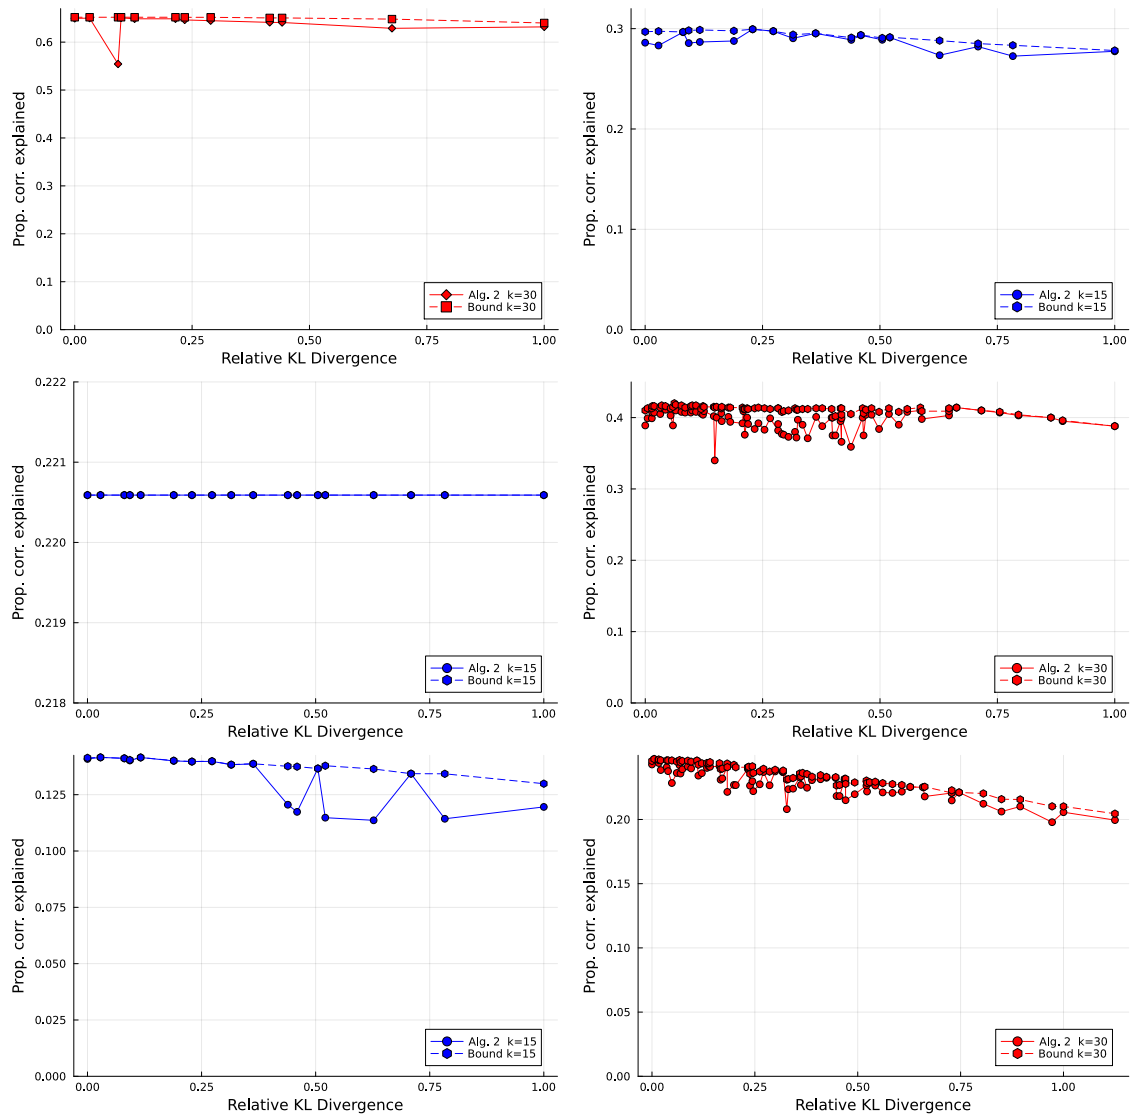 Prop. corr. explained
0.6
0.5
0.4
0.3
0.2
0.1
0.0
0.00
0.25
0.50
0.75
1.00
Relative KL Divergence
Alg. 2 k=30
Bound k=30
Prop. corr. explained
0.3
0.2
0.1
0.0
0.00
0.25
0.50
0.75
1.00
Relative KL Divergence
Alg. 2 k=15
Bound k=15
Prop. corr. explained
0.222
0.221
0.220
0.219
0.218
0.00
0.25
0.50
0.75
1.00
Relative KL Divergence
Alg. 2 k=15
Bound k=15
Prop. corr. explained
0.4
0.3
0.2
0.1
0.0
0.00
0.25
0.50
0.75
1.00
Relative KL Divergence
Alg. 2 k=30
Bound k=30
Prop. corr. explained
0.125
0.100
0.075
0.050
0.025
0.000
0.00
0.25
0.50
0.75
1.00
Relative KL Divergence
Alg. 2 k=15
Bound k=15
Prop. corr. explained
0.20
0.15
0.10
0.05
0.00
0.00
0.25
0.50
0.75
1.00
Relative KL Divergence
Alg. 2 k=30
Bound k=30